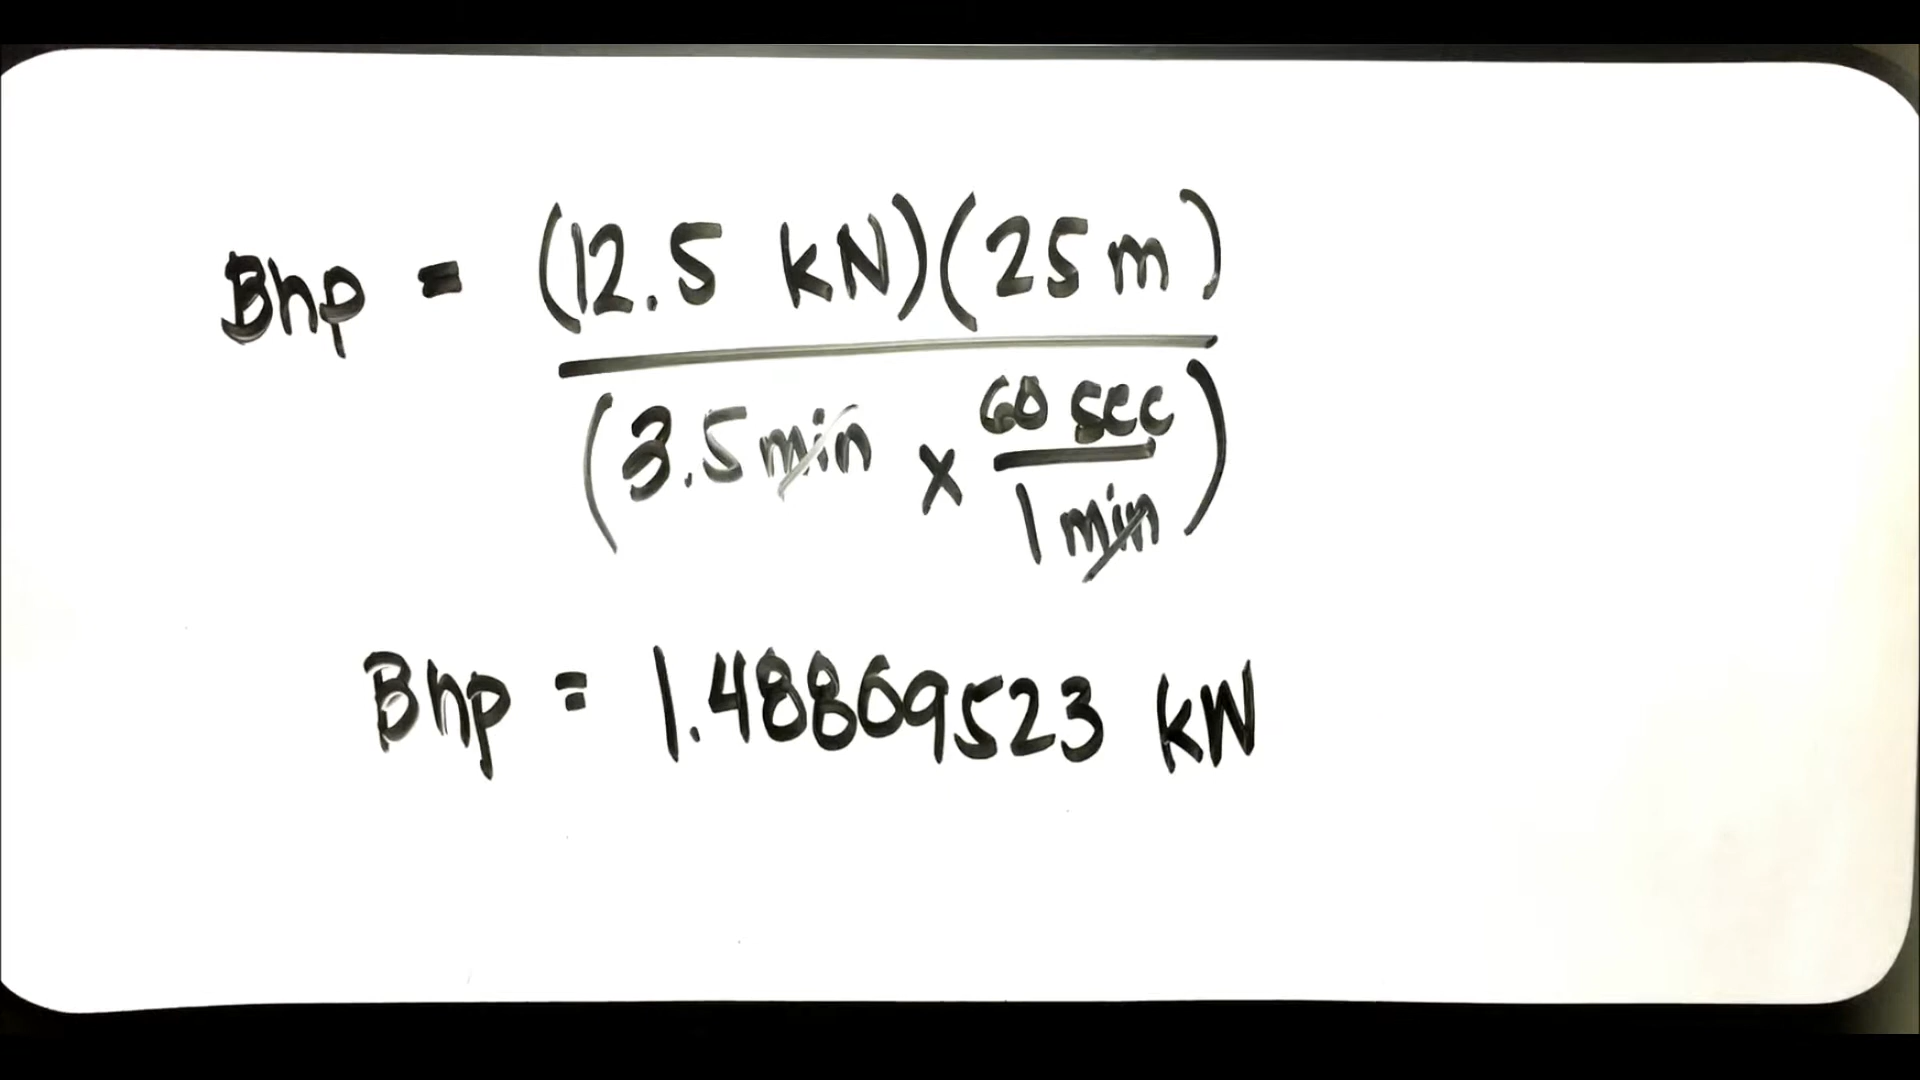 Bhp = (12.5 kN)(25 m)
(3.5 min x 60 sec
1 min)
Bhp = 1.48809523 kW